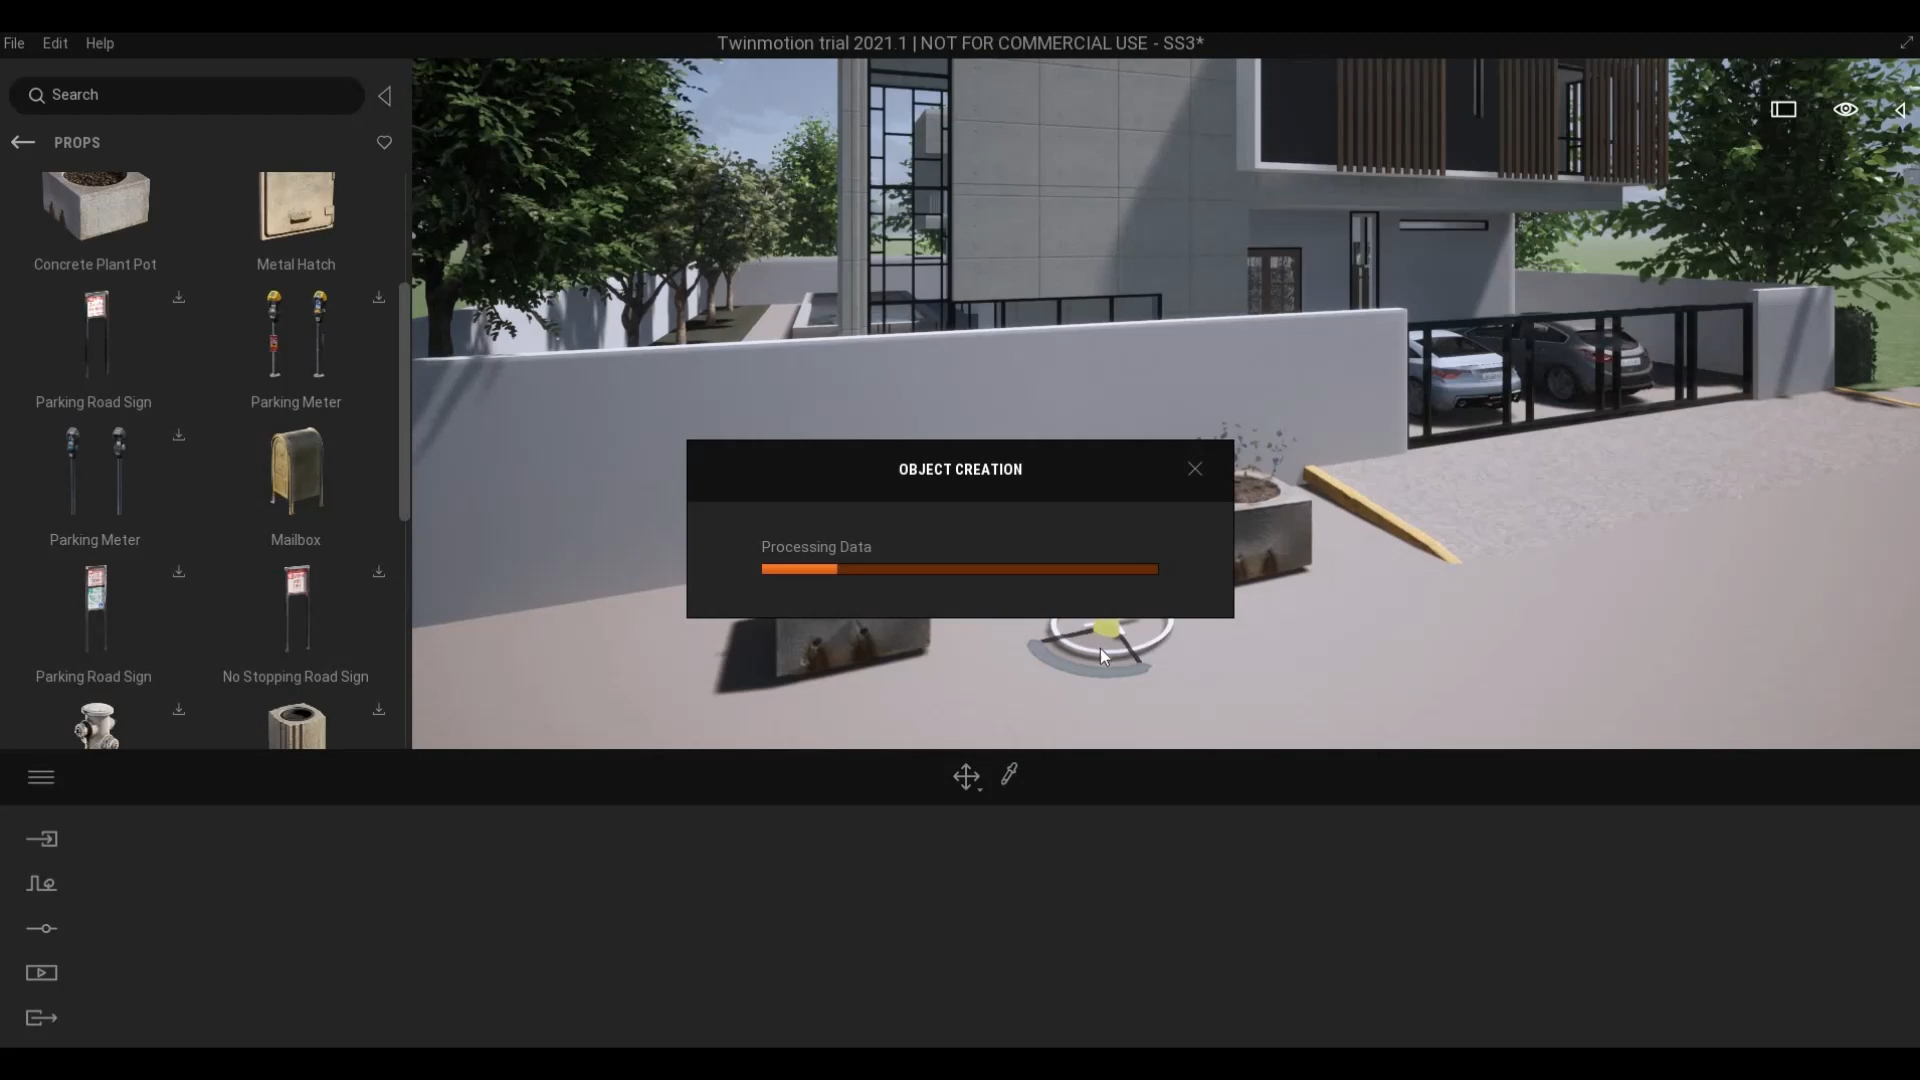 File Edit Help
Twinmotion trial 2021.1 | NOT FOR COMMERCIAL USE - SS3*
Search
PROPS
Concrete Plant Pot
Metal Hatch
Parking Road Sign
Parking Meter
Parking Meter
Mailbox
Parking Road Sign
No Stopping Road Sign
OBJECT CREATION
Processing Data